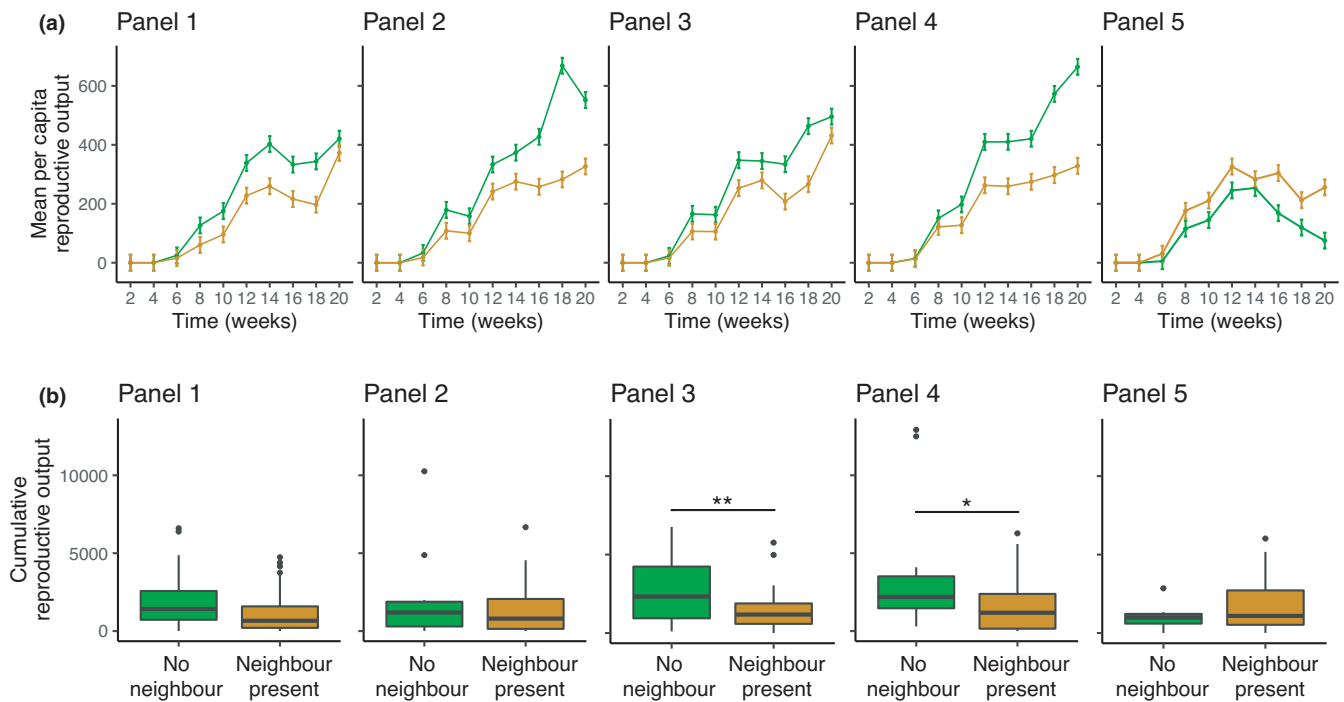 (a) Panel 1 Panel 2 Panel 3 Panel 4 Panel 5
Mean per capita
reproductive output
600
400
200
0
2 4 6 8 10 12 14 16 18 20 2 4 6 8 10 12 14 16 18 20 2 4 6 8 10 12 14 16 18 20 2 4 6 8 10 12 14 16 18 20 2 4 6 8 10 12 14 16 18 20
Time (weeks) Time (weeks) Time (weeks) Time (weeks) Time (weeks)
(b) Panel 1 Panel 2 Panel 3 Panel 4 Panel 5
Cumulative
reproductive output
10000
5000
0
** *
No Neighbour No Neighbour No Neighbour No Neighbour No Neighbour
neighbour present neighbour present neighbour present neighbour present neighbour present